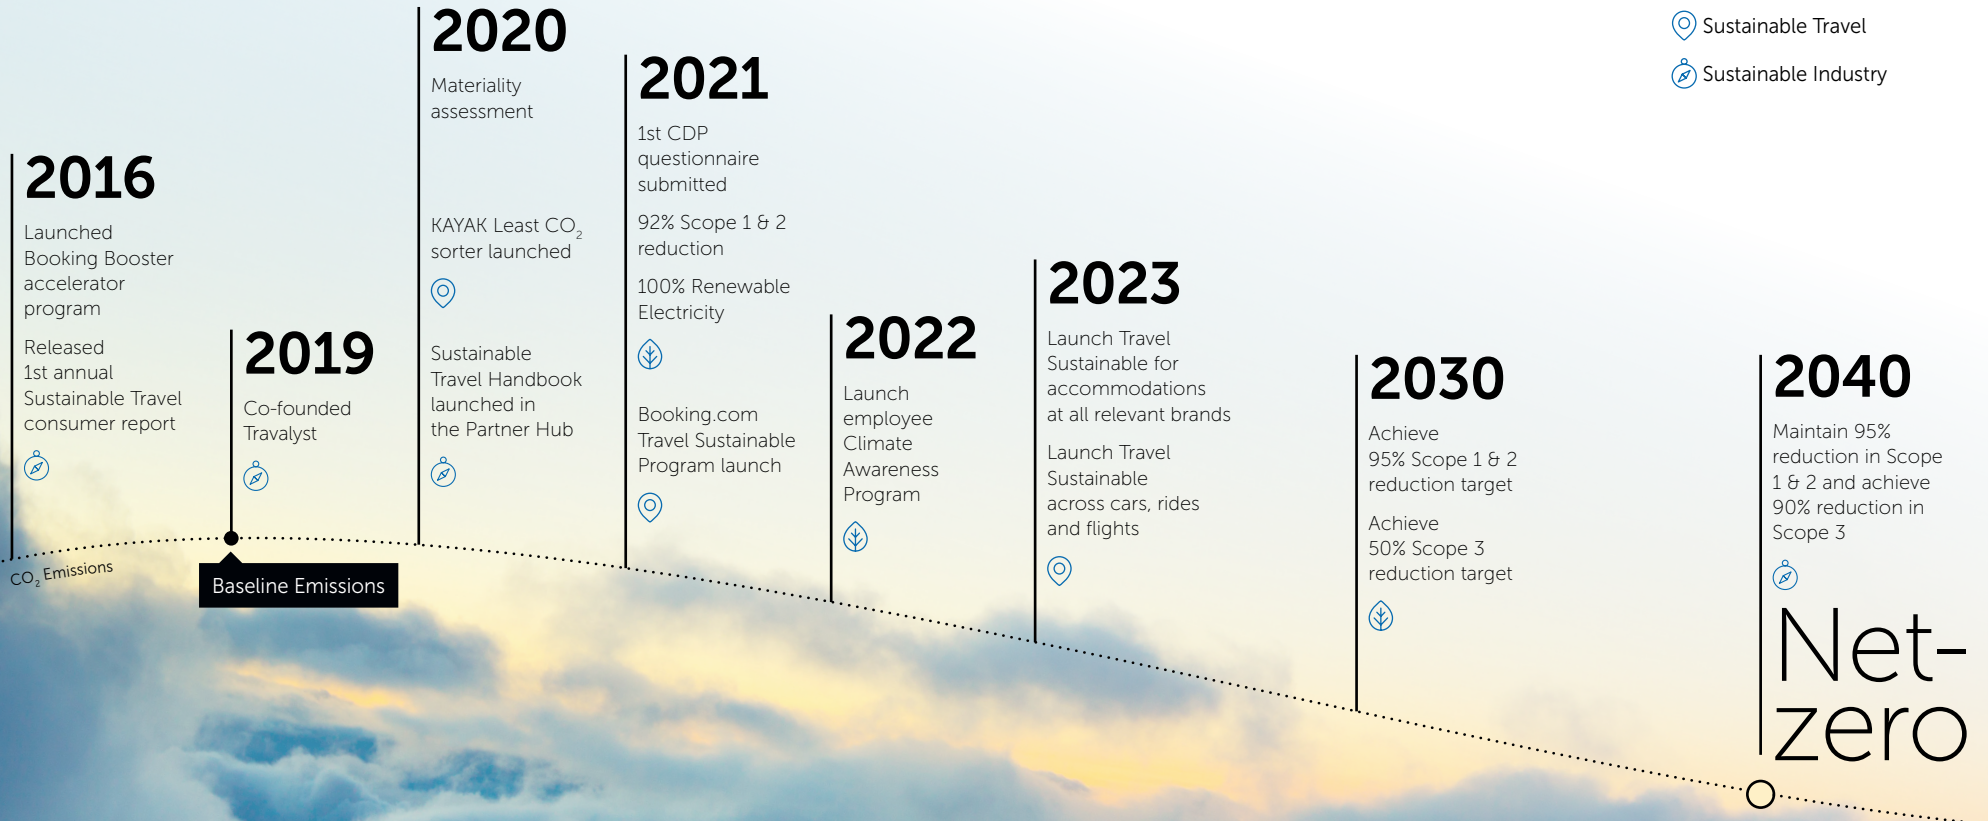 Sustainable Travel
Sustainable Industry
2016
Launched
Booking Booster
accelerator
program
Released
1st annual
Sustainable Travel
consumer report
2019
Co-founded
Travalyst
2020
Materiality
assessment
KAYAK Least CO₂
sorter launched
Sustainable
Travel Handbook
launched in
the Partner Hub
2021
1st CDP
questionnaire
submitted
92% Scope 1 & 2
reduction
100% Renewable
Electricity
Booking.com
Travel Sustainable
Program launch
2022
Launch
employee
Climate
Awareness
Program
2023
Launch Travel
Sustainable for
accommodations
at all relevant brands
Launch Travel
Sustainable
across cars, rides
and flights
2030
Achieve
95% Scope 1 & 2
reduction target
Achieve
50% Scope 3
reduction target
2040
Maintain 95%
reduction in Scope
1 & 2 and achieve
90% reduction in
Scope 3
Net-
zero
CO₂ Emissions
Baseline Emissions